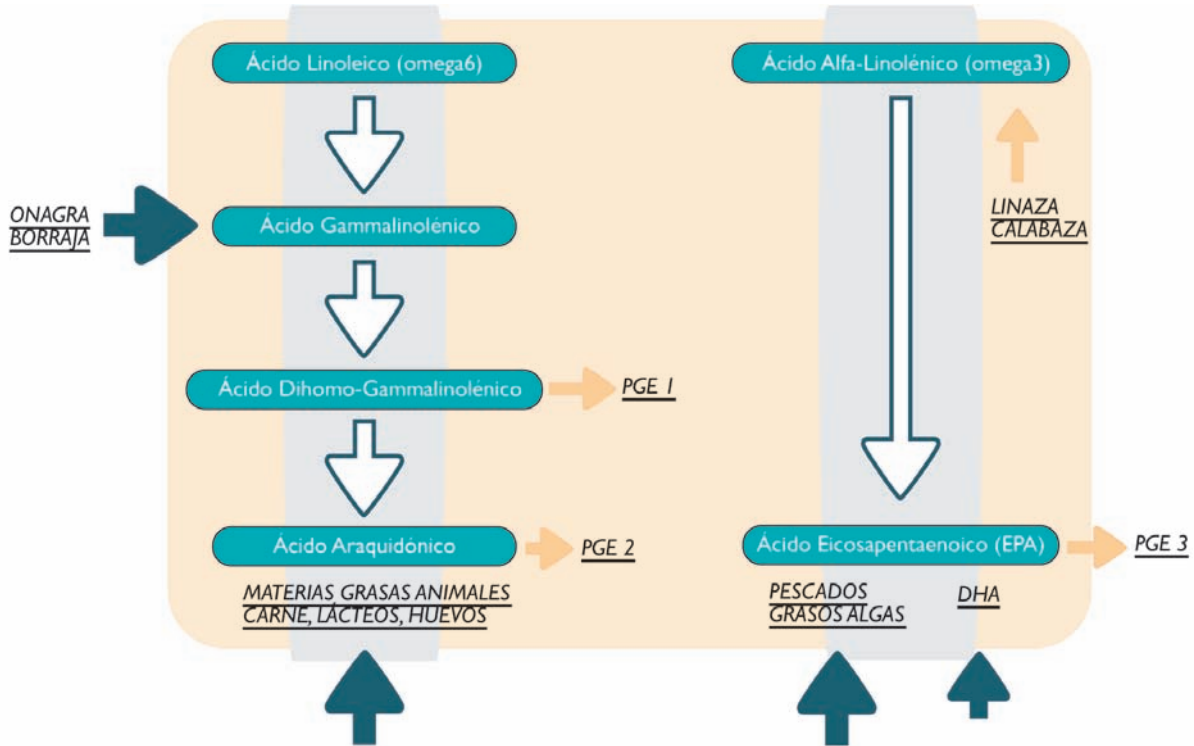 Ácido Linoleico (omega6)
Ácido Alfa-Linolénico (omega3)
ONAGRA
BORRAJA
Ácido Gammalinolénico
LINAZA
CALABAZA
Ácido Dihomo-Gammalinolénico
PGE 1
Ácido Araquidónico
PGE 2
Ácido Eicosapentaenoico (EPA)
PGE 3
MATERIAS GRASAS ANIMALES
CARNE, LÁCTEOS, HUEVOS
PESCADOS
GRASOS ALGAS
DHA